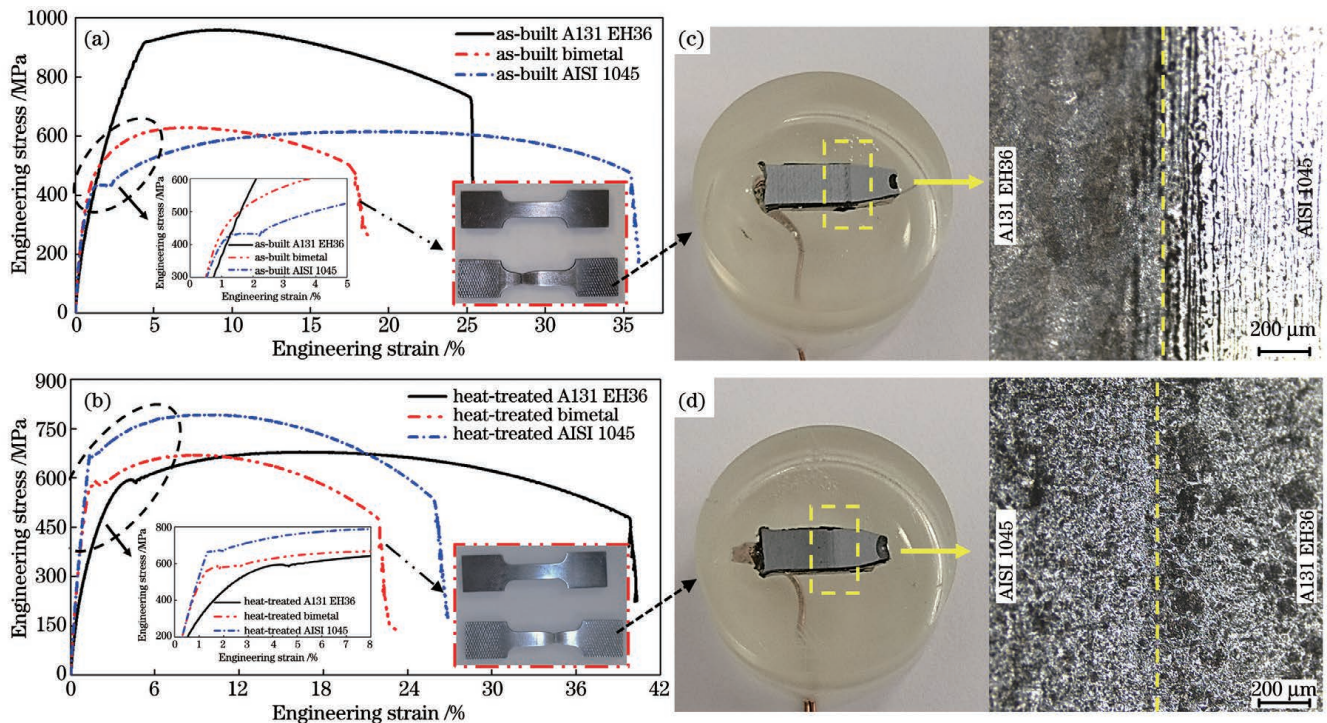 (a)
as-built A131 EH36
as-built bimetal
as-built AISI 1045
Engineering stress /MPa
1000
800
600
400
200
0
0 5 10 15 20 25 30 35
Engineering strain /%
Engineering stress /MPa
600
500
400
300
as-built A131 EH36
as-built bimetal
as-built AISI 1045
0 1 2 3 4 5
Engineering strain /%
(c)
A131 EH36
AISI 1045
200 μm
(b)
heat-treated A131 EH36
heat-treated bimetal
heat-treated AISI 1045
Engineering stress /MPa
900
750
600
450
300
150
0
0 6 12 18 24 30 36 42
Engineering strain /%
Engineering stress /MPa
800
600
400
200
heat-treated A131 EH36
heat-treated bimetal
heat-treated AISI 1045
0 1 2 3 4 5 6 7 8
Engineering strain /%
(d)
AISI 1045
A131 EH36
200 μm